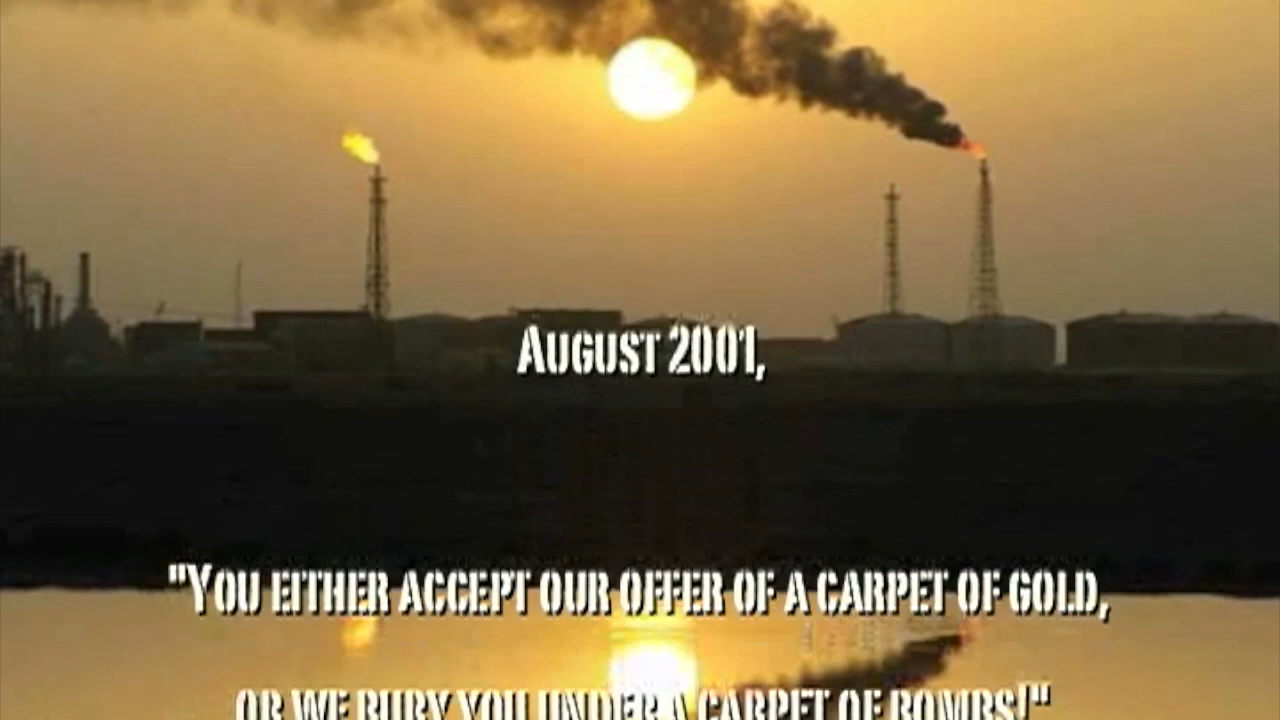 AUGUST 2001,
"YOU EITHER ACCEPT OUR OFFER OF A CARPET OF GOLD,
OR WE BURY YOU UNDER A CARPET OF BOMBS!"